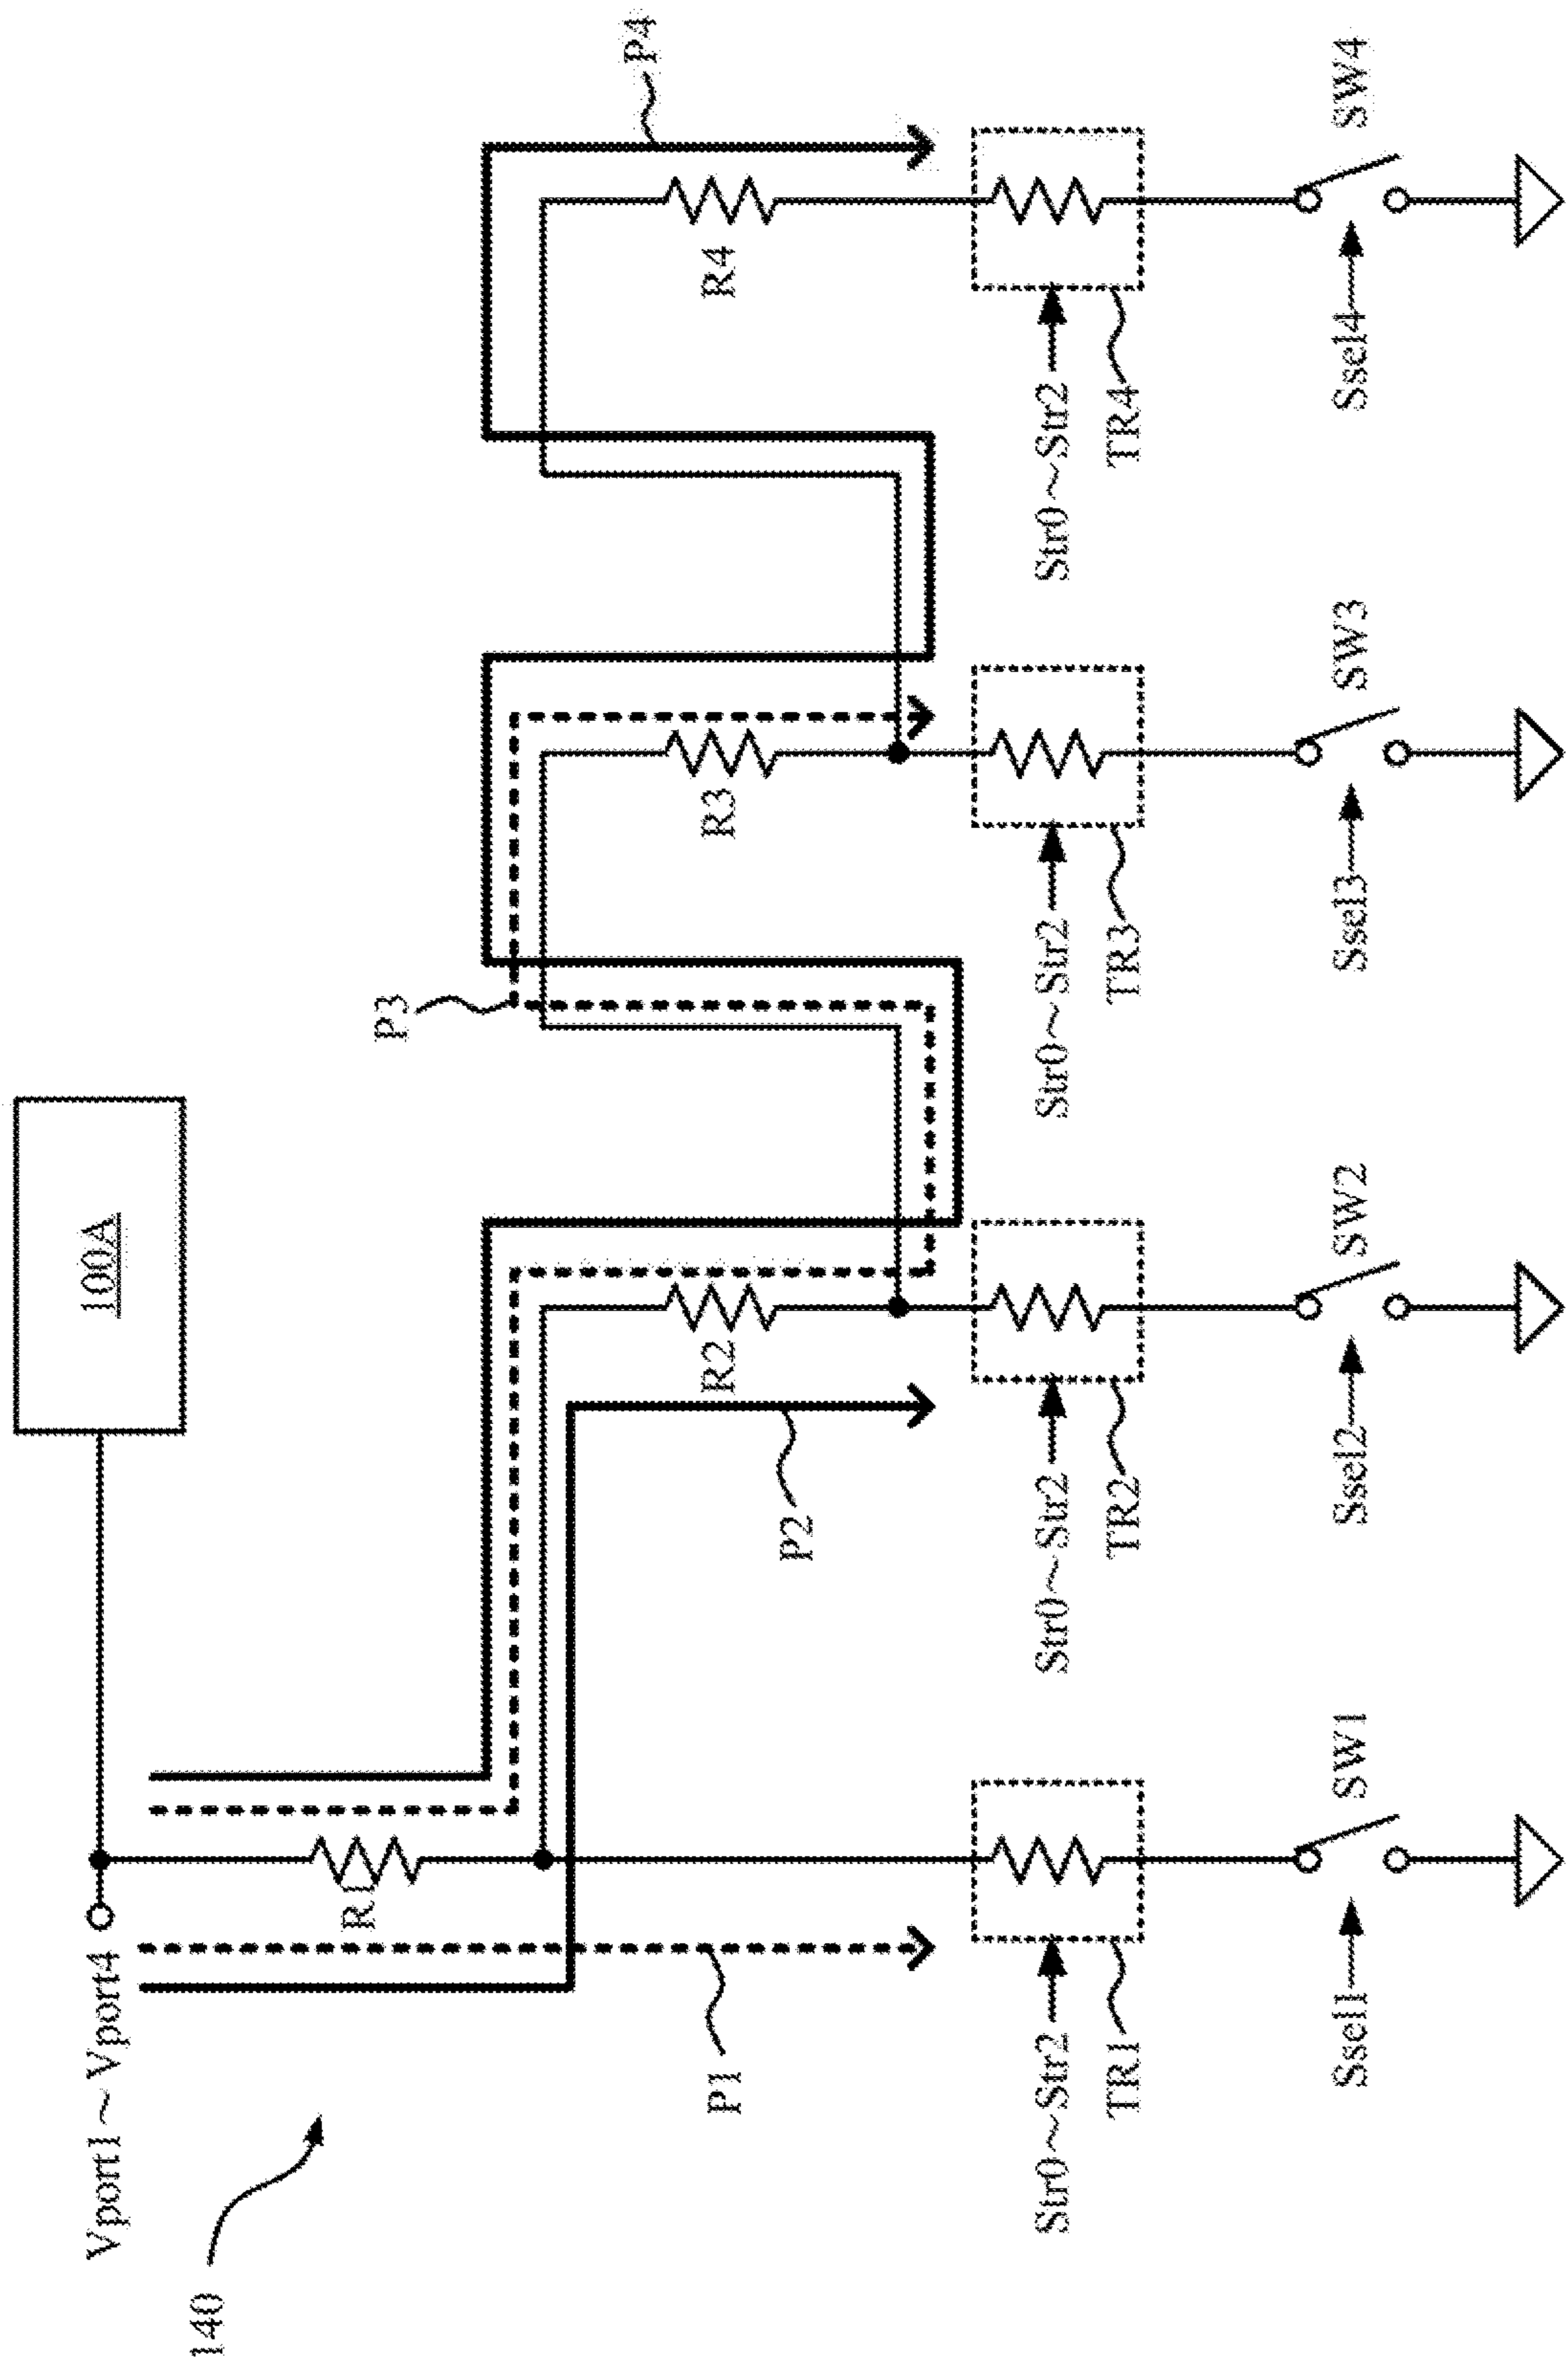 140
Vport1～Vport4
100A
R1
P1
P2
R2
P3
R3
R4
P4
Str0～Str2
TR1
Str0～Str2
TR2
Str0～Str2
TR3
Str0～Str2
TR4
Ssel1
SW1
Ssel2
SW2
Ssel3
SW3
Ssel4
SW4